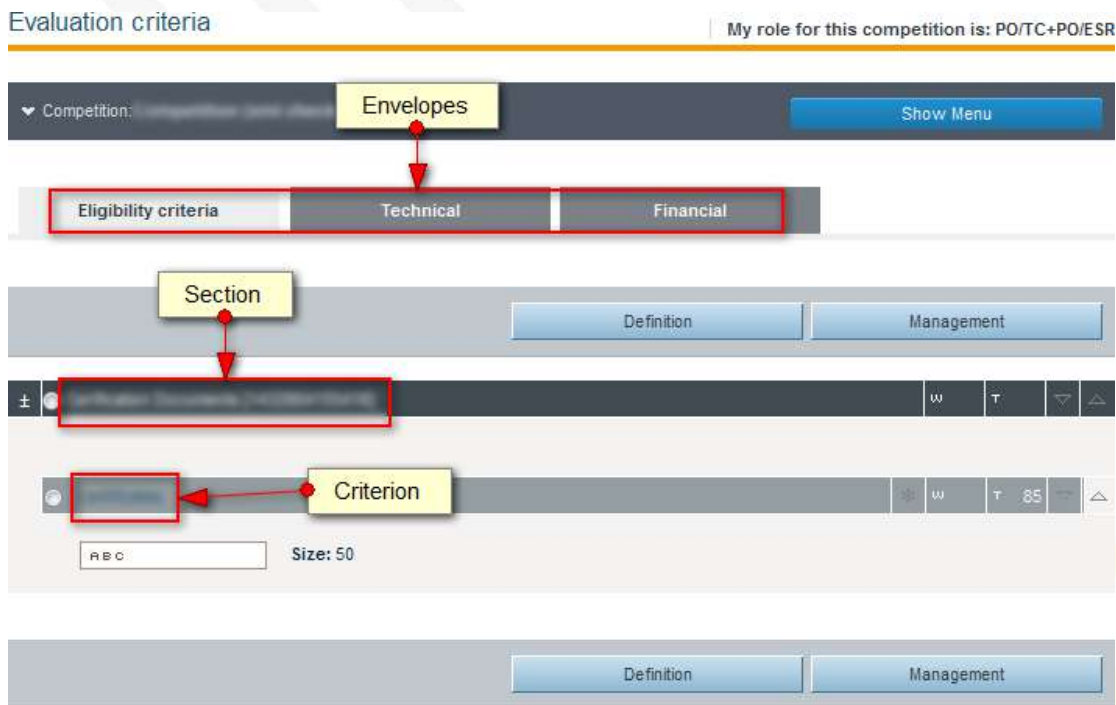 Evaluation criteria
My role for this competition is: PO/TC+PO/ESR
Competition:
Envelopes
Show Menu
Eligibility criteria Technical Financial
Section
Definition Management
± W T
Criterion
W T 85
ABC Size: 50
Definition Management